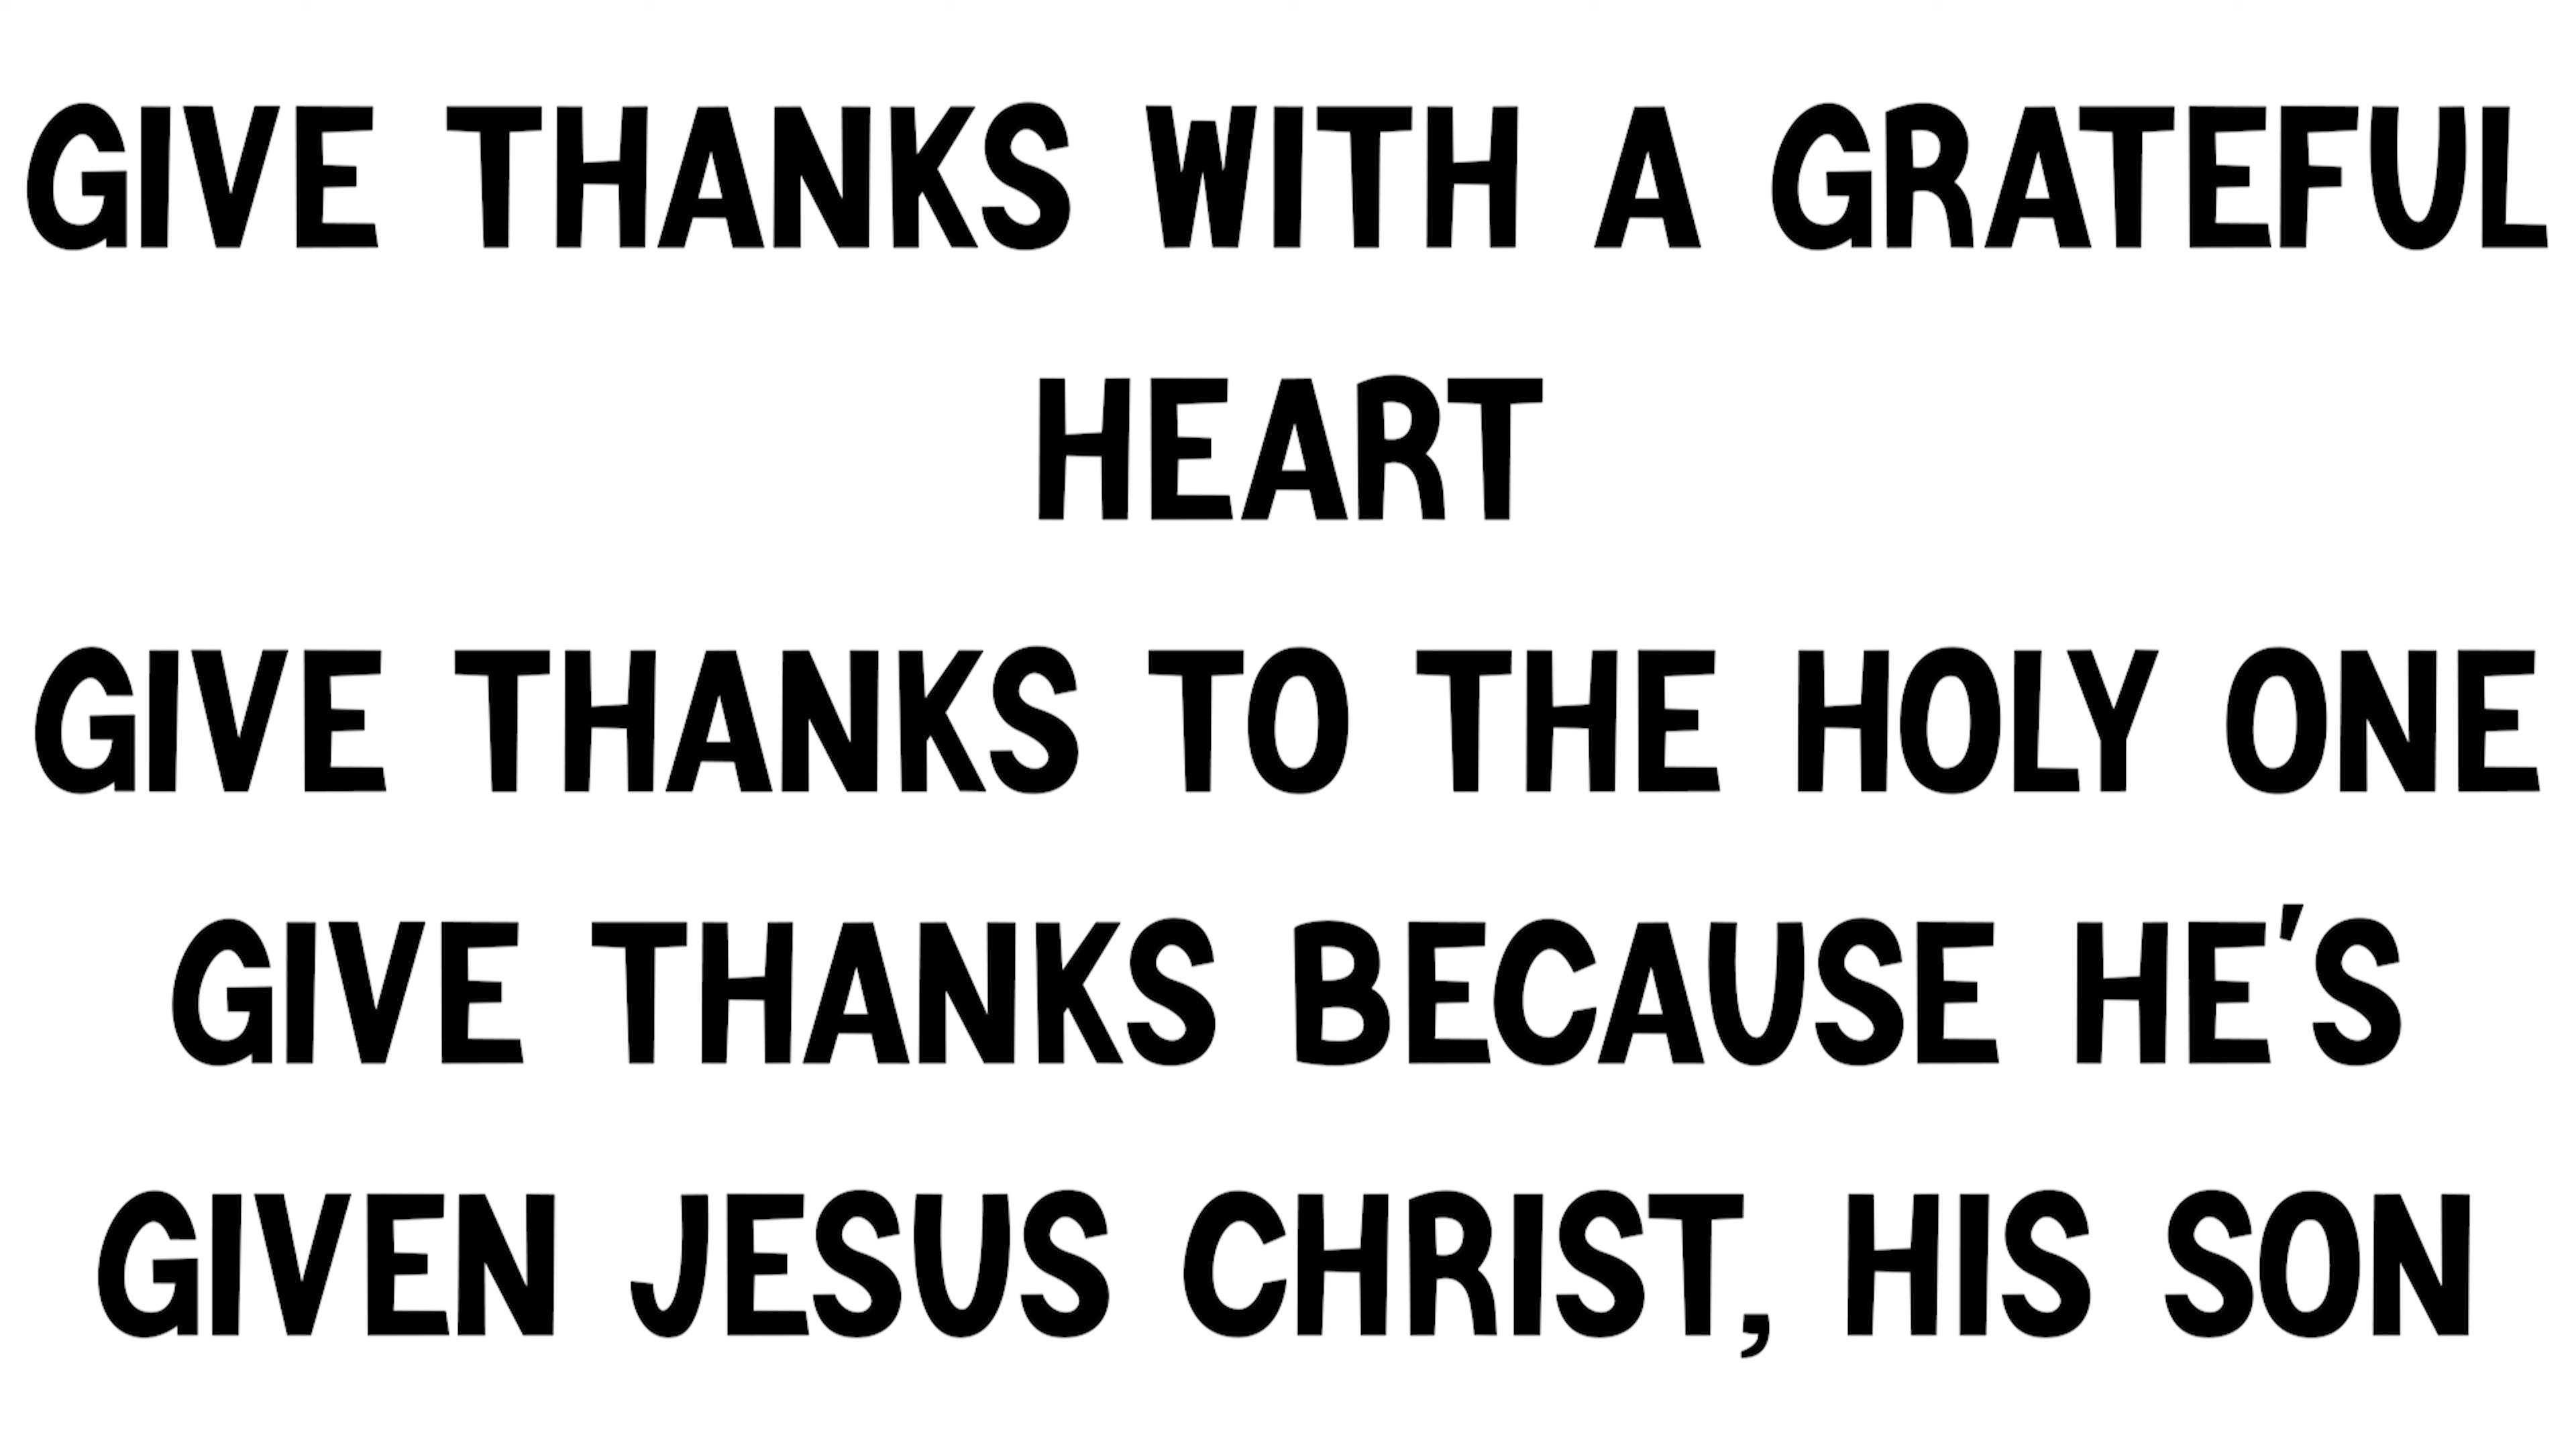 GIVE THANKS WITH A GRATEFUL
HEART
GIVE THANKS TO THE HOLY ONE
GIVE THANKS BECAUSE HE'S
GIVEN JESUS CHRIST, HIS SON